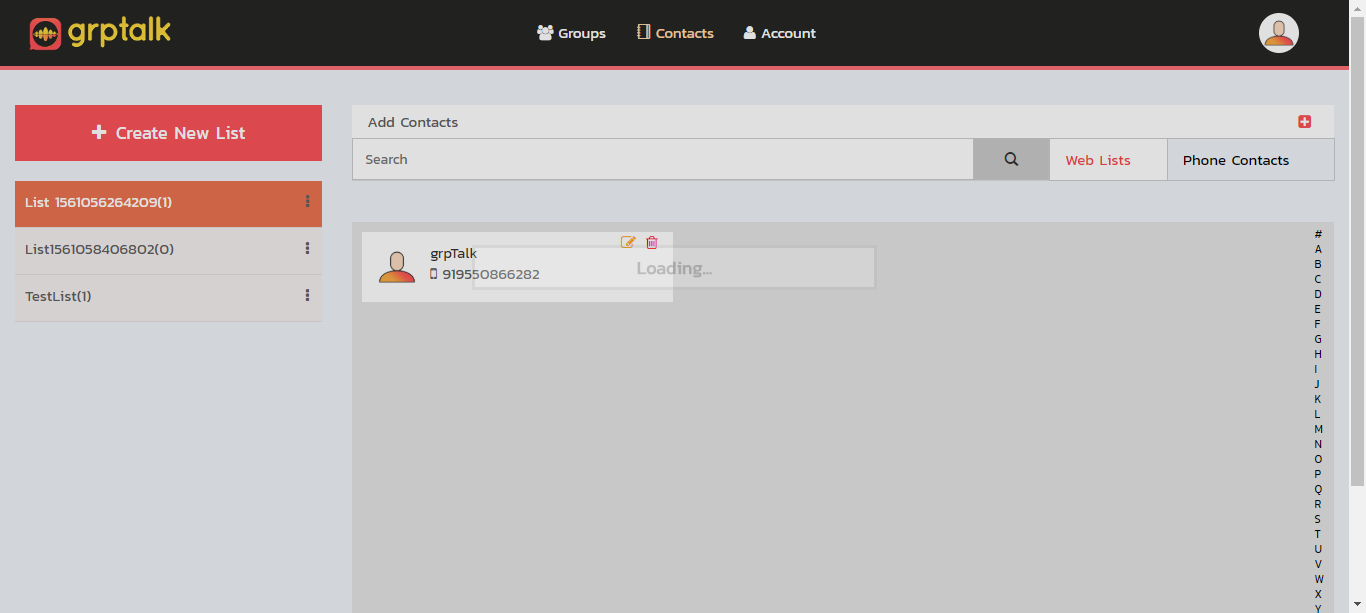 grptalk
Groups
Contacts
Account
Create New List
List 1561056264209(1)
List1561058406802(0)
TestList(1)
Add Contacts
Search
Web Lists
Phone Contacts
grpTalk
919550866282
Loading...
#
A
B
C
D
E
F
G
H
I
J
K
L
M
N
O
P
Q
R
S
T
U
V
W
X
Y